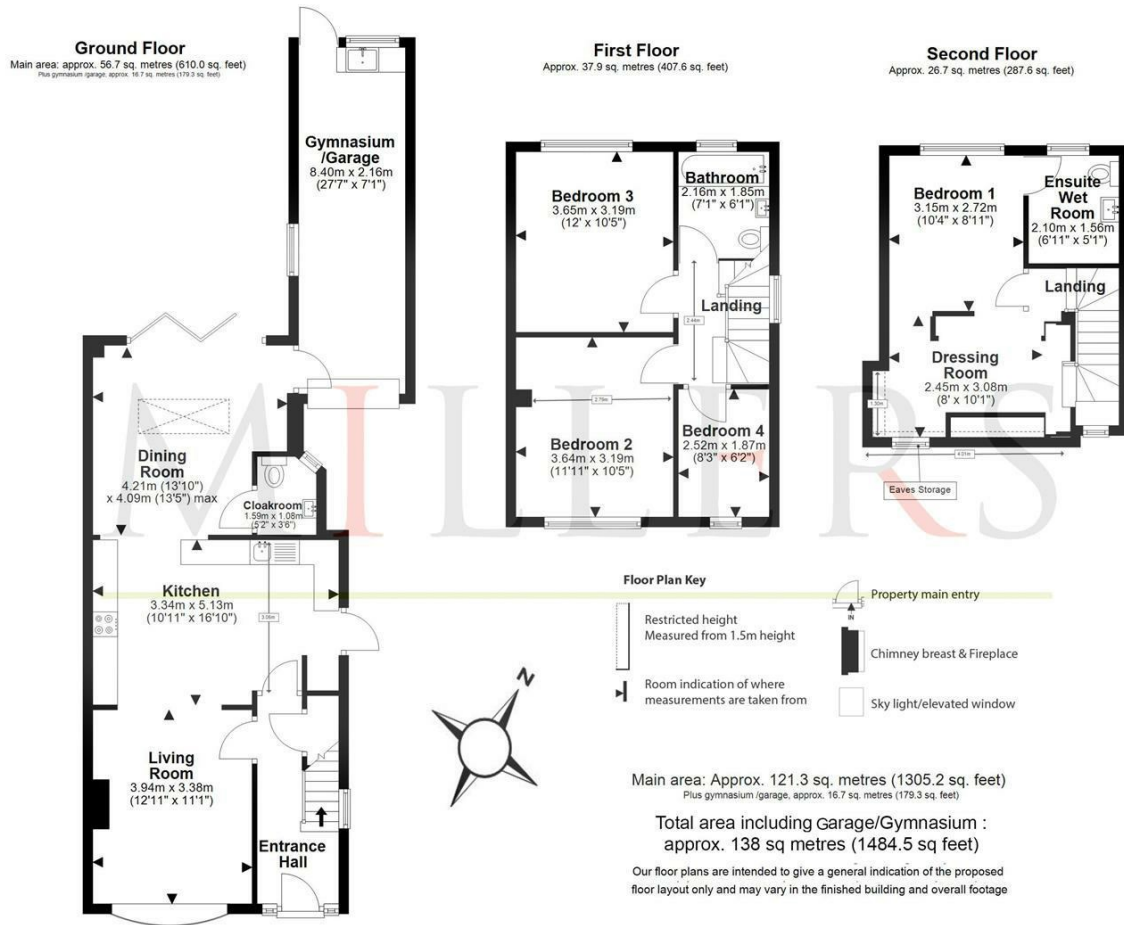 Ground Floor
Main area: approx. 56.7 sq. metres (610.0 sq. feet)
Plus gymnasium /garage, approx. 16.7 sq. metres (179.3 sq. feet)
Gymnasium
/Garage
8.40m x 2.16m
(27'7" x 7'1")
Dining
Room
4.21m (13'10")
x 4.09m (13'5") max
Cloakroom
1.59m x 1.08m
(5'2" x 3'6")
Kitchen
3.34m x 5.13m
(10'11" x 16'10")
Living
Room
3.94m x 3.38m
(12'11" x 11'1")
Entrance
Hall
First Floor
Approx. 37.9 sq. metres (407.6 sq. feet)
Bedroom 3
3.65m x 3.19m
(12' x 10'5")
Bathroom
2.16m x 1.85m
(7'1" x 6'1")
Landing
2.44m
2.78m
Bedroom 2
3.64m x 3.19m
(11'11" x 10'5")
Bedroom 4
2.52m x 1.87m
(8'3" x 6'2")
Second Floor
Approx. 26.7 sq. metres (287.6 sq. feet)
Bedroom 1
3.15m x 2.72m
(10'4" x 8'11")
Ensuite
Wet
Room
2.10m x 1.56m
(6'11" x 5'1")
Landing
Dressing
Room
2.45m x 3.08m
(8' x 10'1")
Eaves Storage
MILLERS
Floor Plan Key
Restricted height
Measured from 1.5m height
Room indication of where
measurements are taken from
Property main entry
IN
Chimney breast & Fireplace
Sky light/elevated window
N
Main area: Approx. 121.3 sq. metres (1305.2 sq. feet)
Plus gymnasium /garage, approx. 16.7 sq. metres (179.3 sq. feet)
Total area including Garage/Gymnasium :
approx. 138 sq metres (1484.5 sq feet)
Our floor plans are intended to give a general indication of the proposed
floor layout only and may vary in the finished building and overall footage